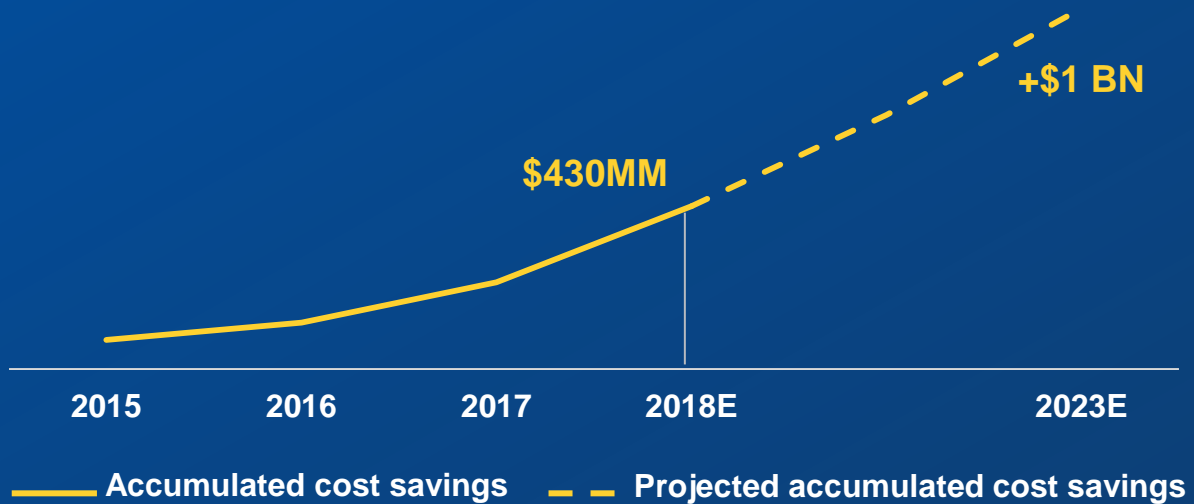 +$1 BN
$430MM
2015 2016 2017 2018E 2023E
Accumulated cost savings Projected accumulated cost savings